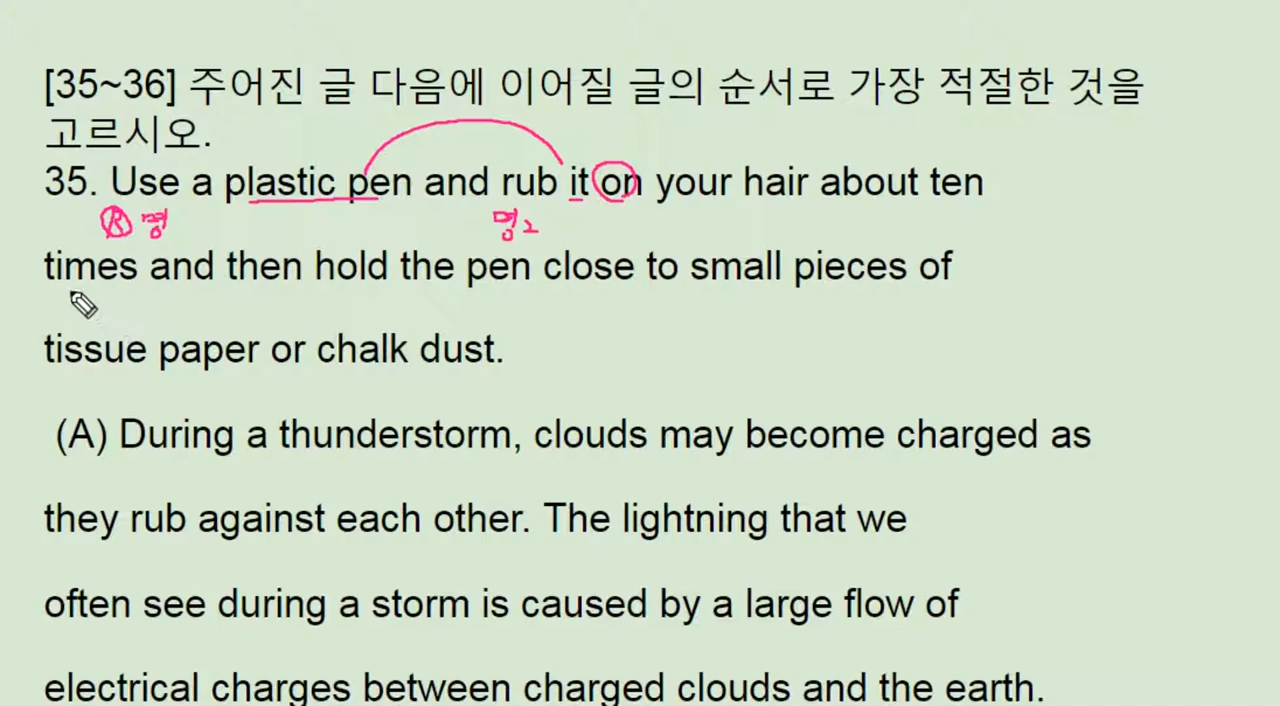 [35~36] 주어진 글 다음에 이어질 글의 순서로 가장 적절한 것을
고르시오.
35. Use a plastic pen and rub it on your hair about ten
Ⓡ 명 명2
times and then hold the pen close to small pieces of
tissue paper or chalk dust.
(A) During a thunderstorm, clouds may become charged as
they rub against each other. The lightning that we
often see during a storm is caused by a large flow of
electrical charges between charged clouds and the earth.